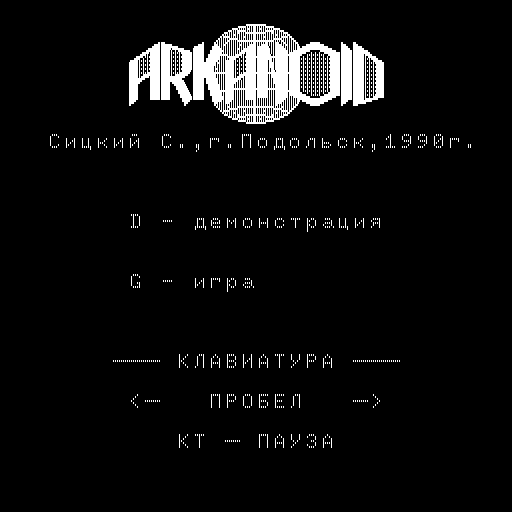 ARKANOID
Сицкий С.,г.Подольск,1990г.
D - демонстрация
G - игра
—— КЛАВИАТУРА ——
<— ПРОБЕЛ —>
КТ — ПАУЗА